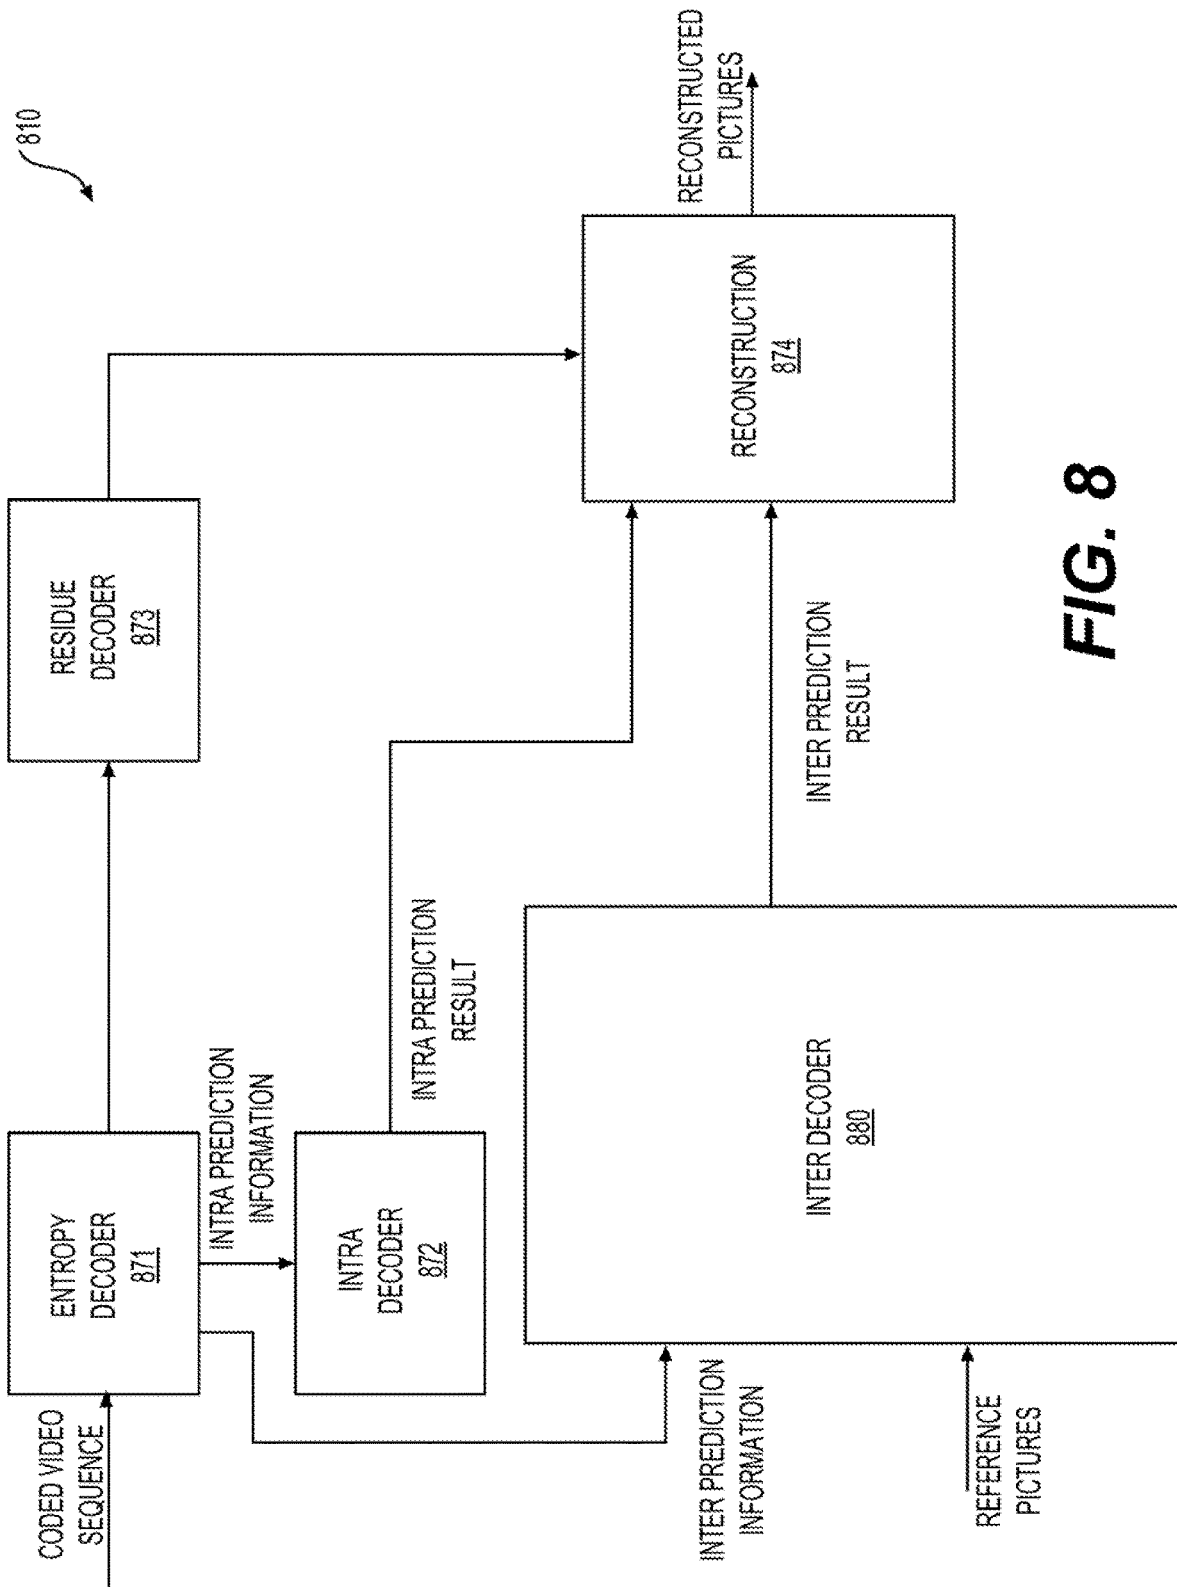 810
CODED VIDEO
SEQUENCE
ENTROPY
DECODER
871
RESIDUE
DECODER
873
INTRA PREDICTION
INFORMATION
INTRA
DECODER
872
INTRA PREDICTION
RESULT
RECONSTRUCTION
874
RECONSTRUCTED
PICTURES
INTER PREDICTION
INFORMATION
REFERENCE
PICTURES
INTER DECODER
880
INTER PREDICTION
RESULT
FIG. 8